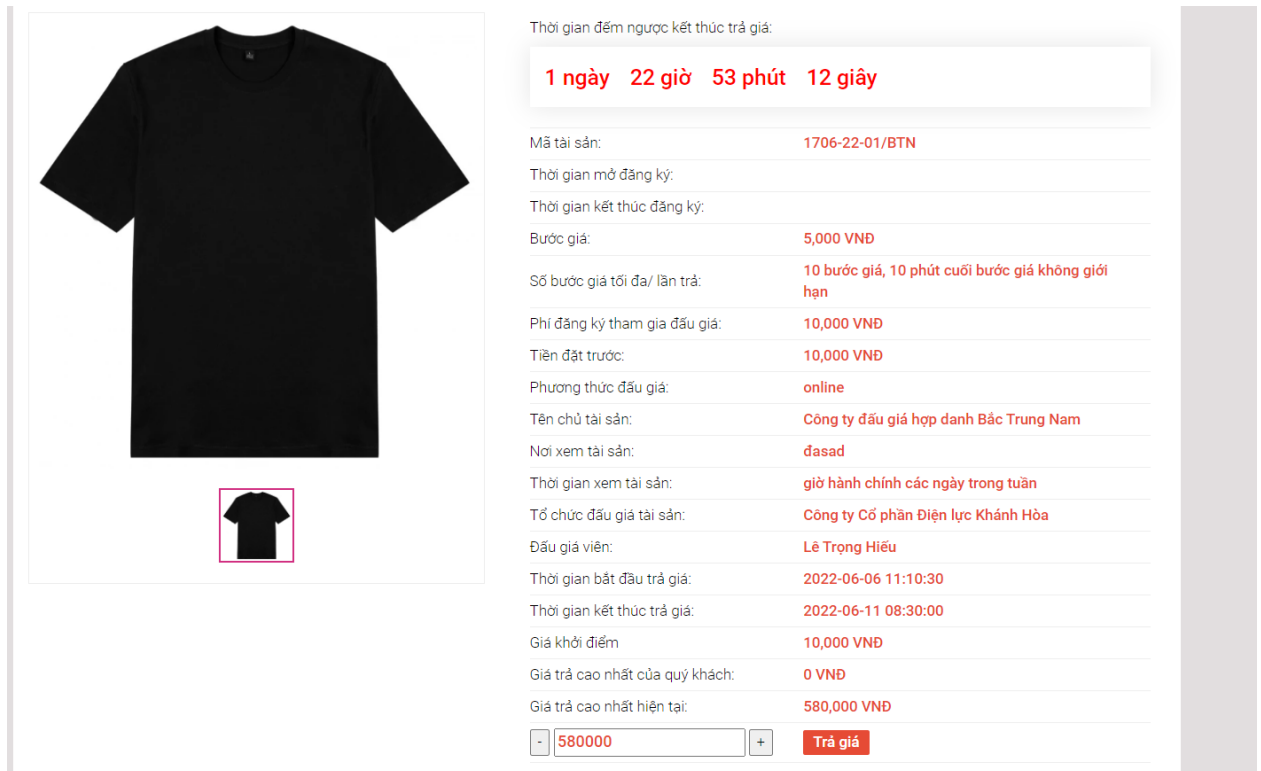 Thời gian đếm ngược kết thúc trả giá:
1 ngày 22 giờ 53 phút 12 giây
Mã tài sản: 1706-22-01/BTN
Thời gian mở đăng ký:
Thời gian kết thúc đăng ký:
Bước giá: 5,000 VNĐ
Số bước giá tối đa/ lần trả: 10 bước giá, 10 phút cuối bước giá không giới
hạn
Phí đăng ký tham gia đấu giá: 10,000 VNĐ
Tiền đặt trước: 10,000 VNĐ
Phương thức đấu giá: online
Tên chủ tài sản: Công ty đấu giá hợp danh Bắc Trung Nam
Nơi xem tài sản: đasad
Thời gian xem tài sản: giờ hành chính các ngày trong tuần
Tổ chức đấu giá tài sản: Công ty Cổ phần Điện lực Khánh Hòa
Đấu giá viên: Lê Trọng Hiếu
Thời gian bắt đầu trả giá: 2022-06-06 11:10:30
Thời gian kết thúc trả giá: 2022-06-11 08:30:00
Giá khởi điểm 10,000 VNĐ
Giá trả cao nhất của quý khách: 0 VNĐ
Giá trả cao nhất hiện tại: 580,000 VNĐ
- 580000 + Trả giá